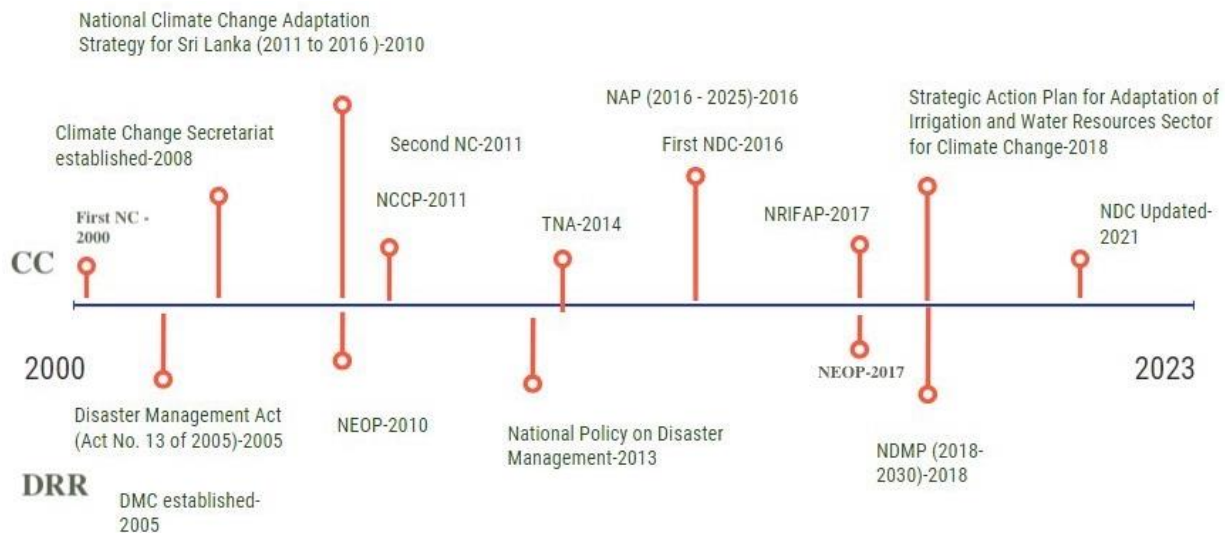 National Climate Change Adaptation
Strategy for Sri Lanka (2011 to 2016 )-2010
Climate Change Secretariat
established-2008
First NC -
2000
Second NC-2011
NCCP-2011
TNA-2014
NAP (2016 - 2025)-2016
First NDC-2016
NRIFAP-2017
Strategic Action Plan for Adaptation of
Irrigation and Water Resources Sector
for Climate Change-2018
NDC Updated-
2021
CC
2000
2023
Disaster Management Act
(Act No. 13 of 2005)-2005
DMC established-
2005
NEOP-2010
National Policy on Disaster
Management-2013
NEOP-2017
NDMP (2018-
2030)-2018
DRR